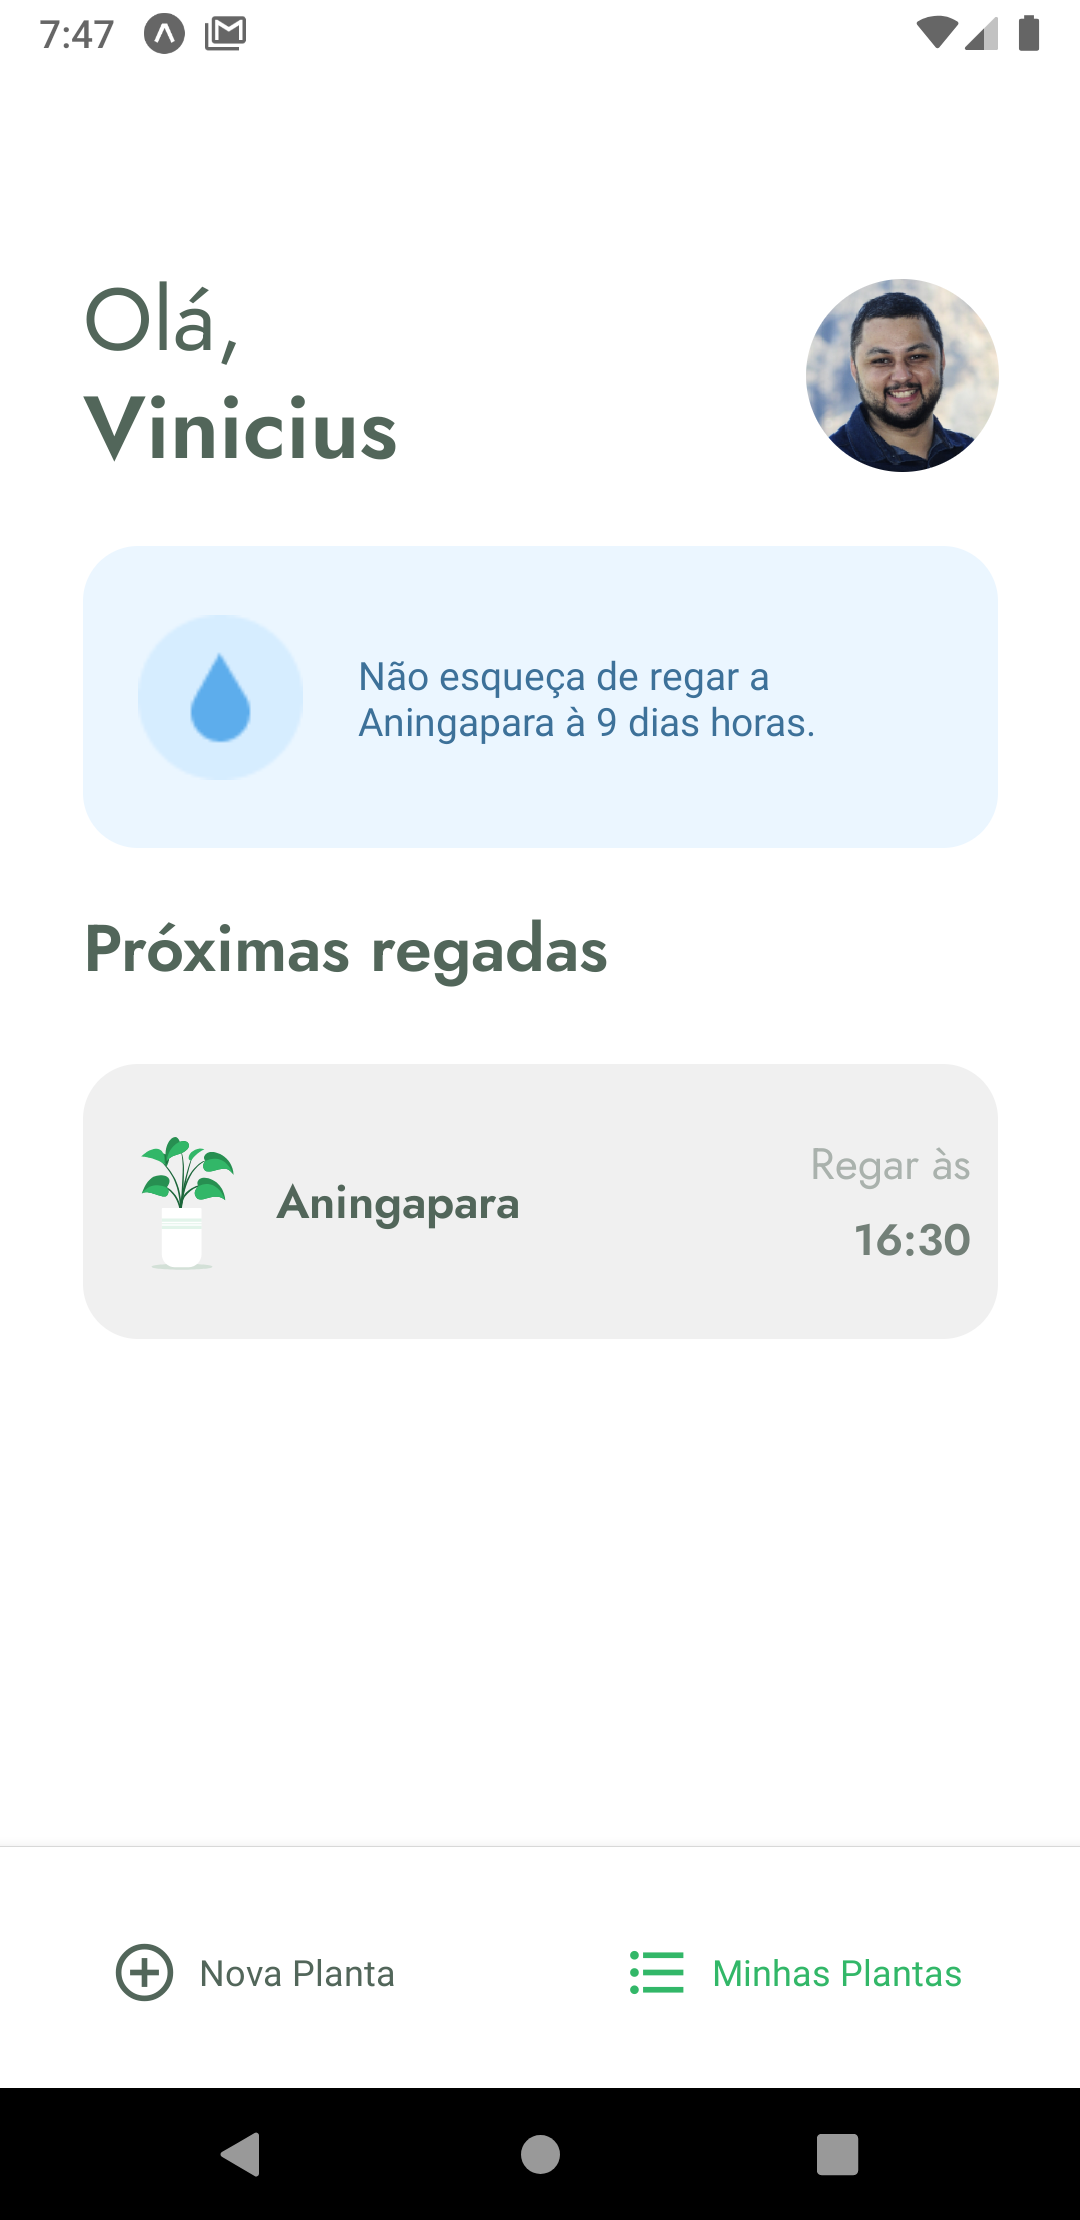 7:47
Olá,
Vinicius
Não esqueça de regar a
Aningapara à 9 dias horas.
Próximas regadas
Aningapara
Regar às
16:30
Nova Planta
Minhas Plantas